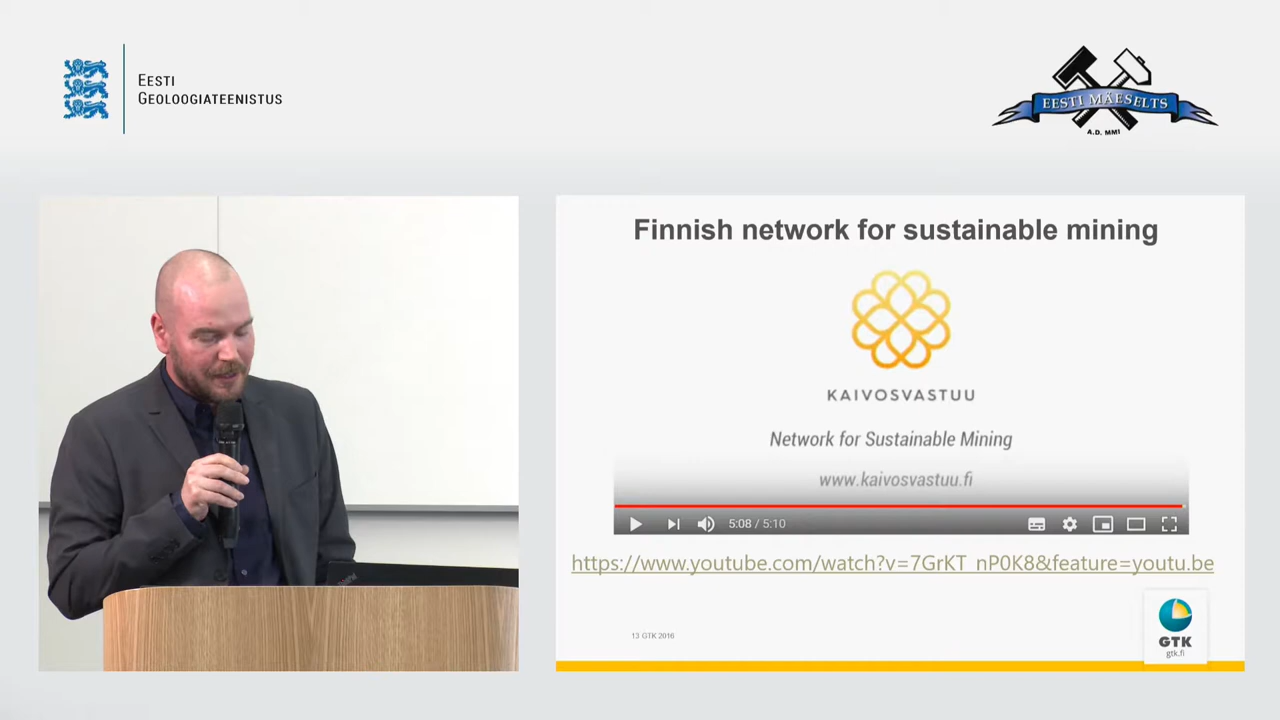 EESTI
GEOLOOGIATEENISTUS
EESTI MÄESELTS
A.D. MMI
Finnish network for sustainable mining
KAIVOSVASTUU
Network for Sustainable Mining
www.kaivosvastuu.fi
5:08 / 5:10
https://www.youtube.com/watch?v=7GrKT_nP0K8&feature=youtu.be
13 GTK 2016
GTK
gtk.fi